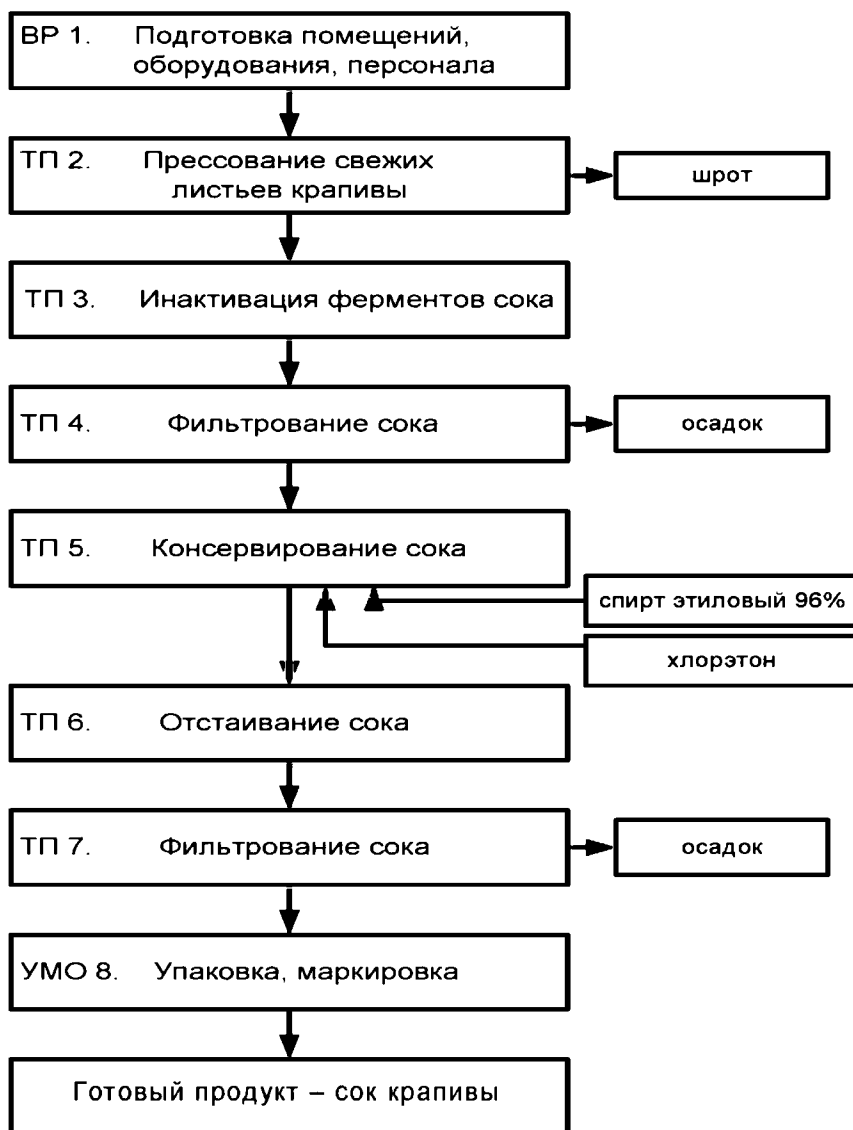 ВР 1. Подготовка помещений,
оборудования, персонала
ТП 2. Прессование свежих
листьев крапивы
шрот
ТП 3. Инактивация ферментов сока
ТП 4. Фильтрование сока
осадок
ТП 5. Консервирование сока
спирт этиловый 96%
хлорэтон
ТП 6. Отстаивание сока
ТП 7. Фильтрование сока
осадок
УМО 8. Упаковка, маркировка
Готовый продукт – сок крапивы